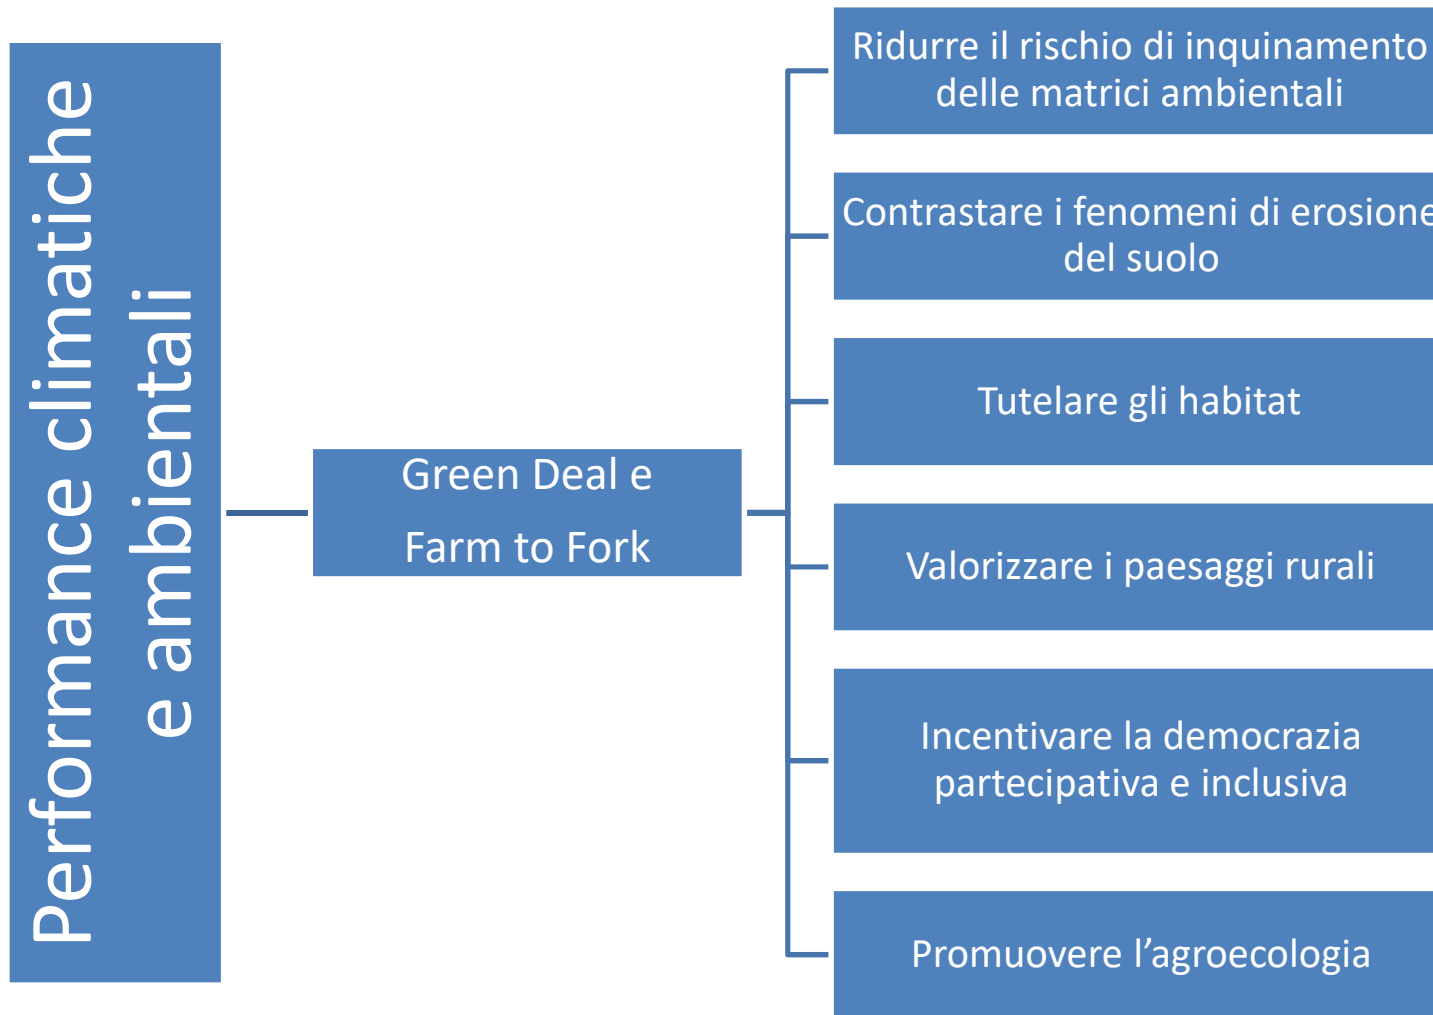 Performance climatiche
e ambientali
Green Deal e
Farm to Fork
Ridurre il rischio di inquinamento
delle matrici ambientali
Contrastare i fenomeni di erosione
del suolo
Tutelare gli habitat
Valorizzare i paesaggi rurali
Incentivare la democrazia
partecipativa e inclusiva
Promuovere l’agroecologia